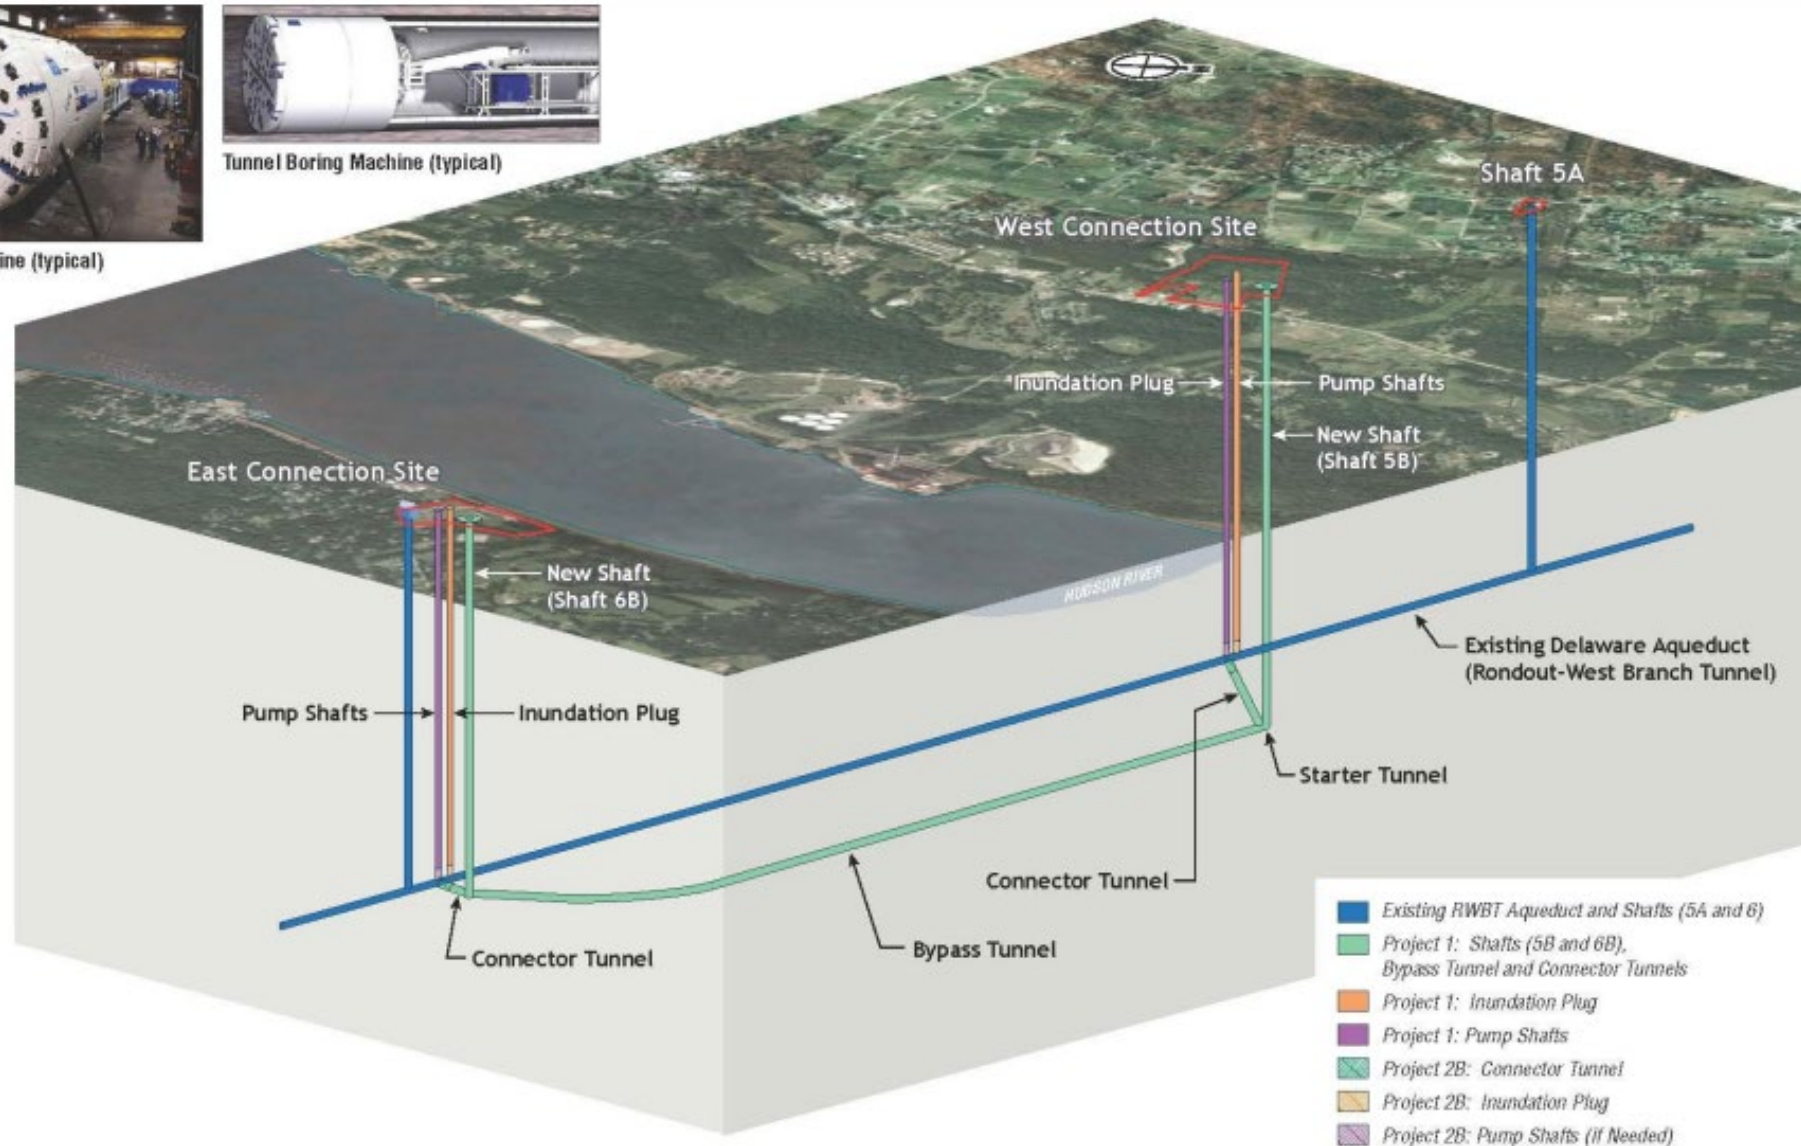 ine (typical)
Tunnel Boring Machine (typical)
Shaft 5A
West Connection Site
Inundation Plug
Pump Shafts
New Shaft
(Shaft 5B)
East Connection Site
New Shaft
(Shaft 6B)
HUDSON RIVER
Existing Delaware Aqueduct
(Rondout-West Branch Tunnel)
Pump Shafts
Inundation Plug
Starter Tunnel
Connector Tunnel
Bypass Tunnel
Connector Tunnel
Existing RWBT Aqueduct and Shafts (5A and 6)
Project 1: Shafts (5B and 6B),
Bypass Tunnel and Connector Tunnels
Project 1: Inundation Plug
Project 1: Pump Shafts
Project 2B: Connector Tunnel
Project 2B: Inundation Plug
Project 2B: Pump Shafts (if Needed)